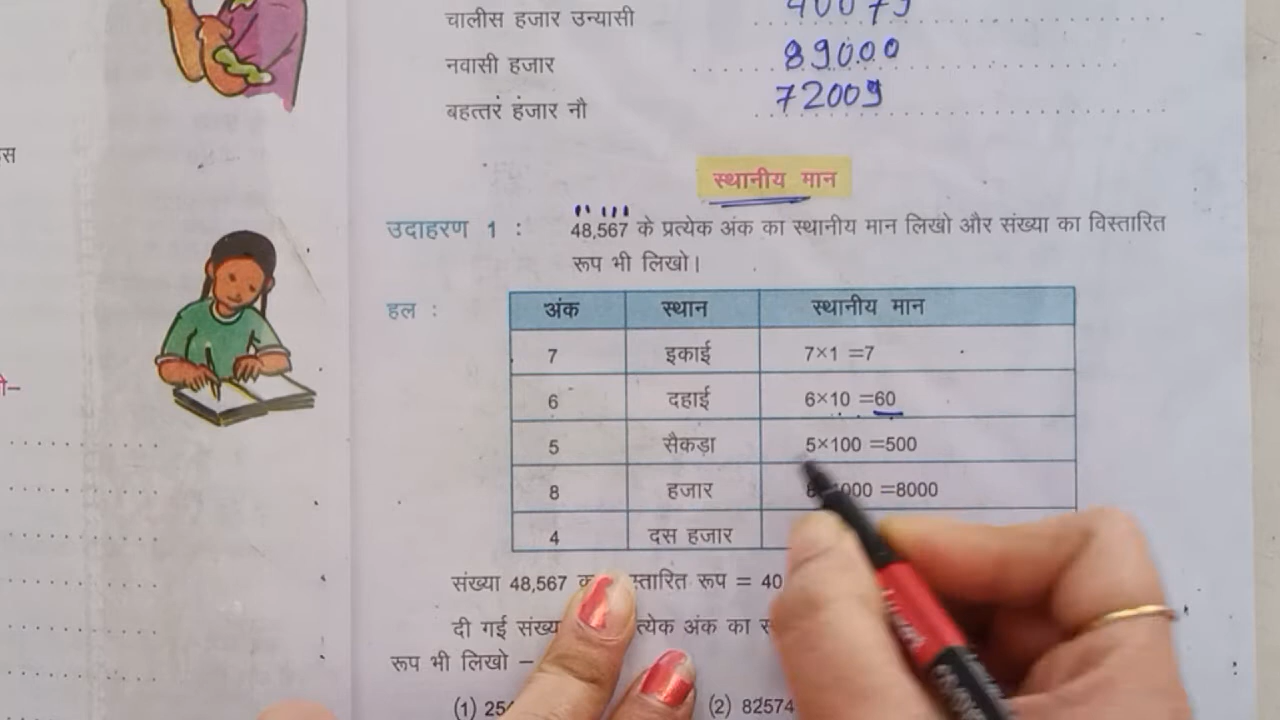 चालीस हजार उन्यासी 40079
नवासी हजार 89000
बहत्तर हंजार नौ 72009
स्थानीय मान
उदाहरण 1 : 48,567 के प्रत्येक अंक का स्थानीय मान लिखो और संख्या का विस्तारित
रूप भी लिखो।
हल :
अंक स्थान स्थानीय मान
7 इकाई 7×1 =7
6 दहाई 6×10 =60
5 सैकड़ा 5×100 =500
8 हजार =8000
4 दस हजार
संख्या 48,567 रूप = 40
दी गई अंक का
रूप भी लिखो –
(1) (2) 82574